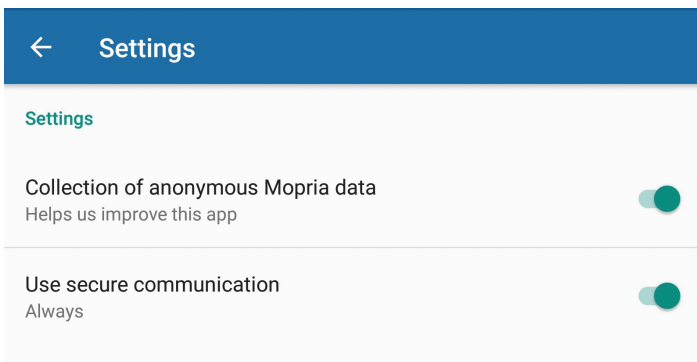 Settings
Settings
Collection of anonymous Mopria data
Helps us improve this app
Use secure communication
Always